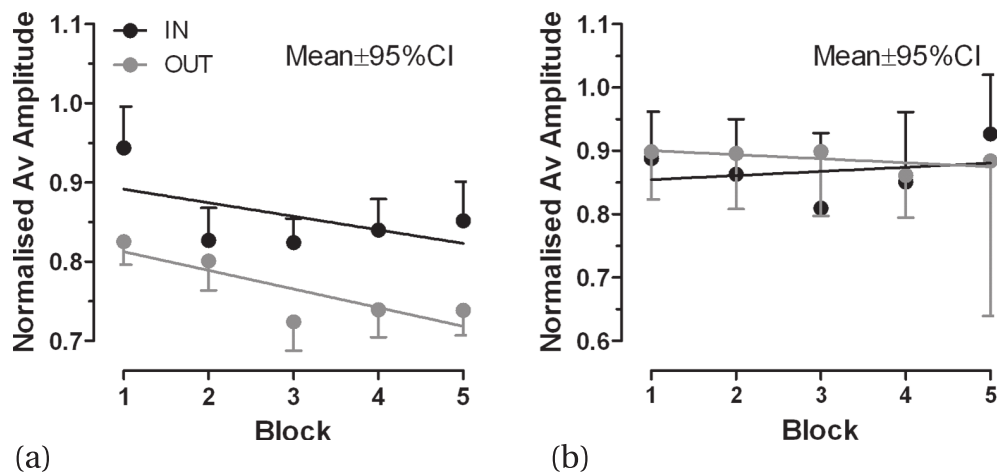 Normalised Av Amplitude
1.1
1.0
0.9
0.8
0.7
IN
OUT
Mean±95%CI
1 2 3 4 5
Block
(a)
Normalised Av Amplitude
1.1
1.0
0.9
0.8
0.7
0.6
Mean±95%CI
1 2 3 4 5
Block
(b)